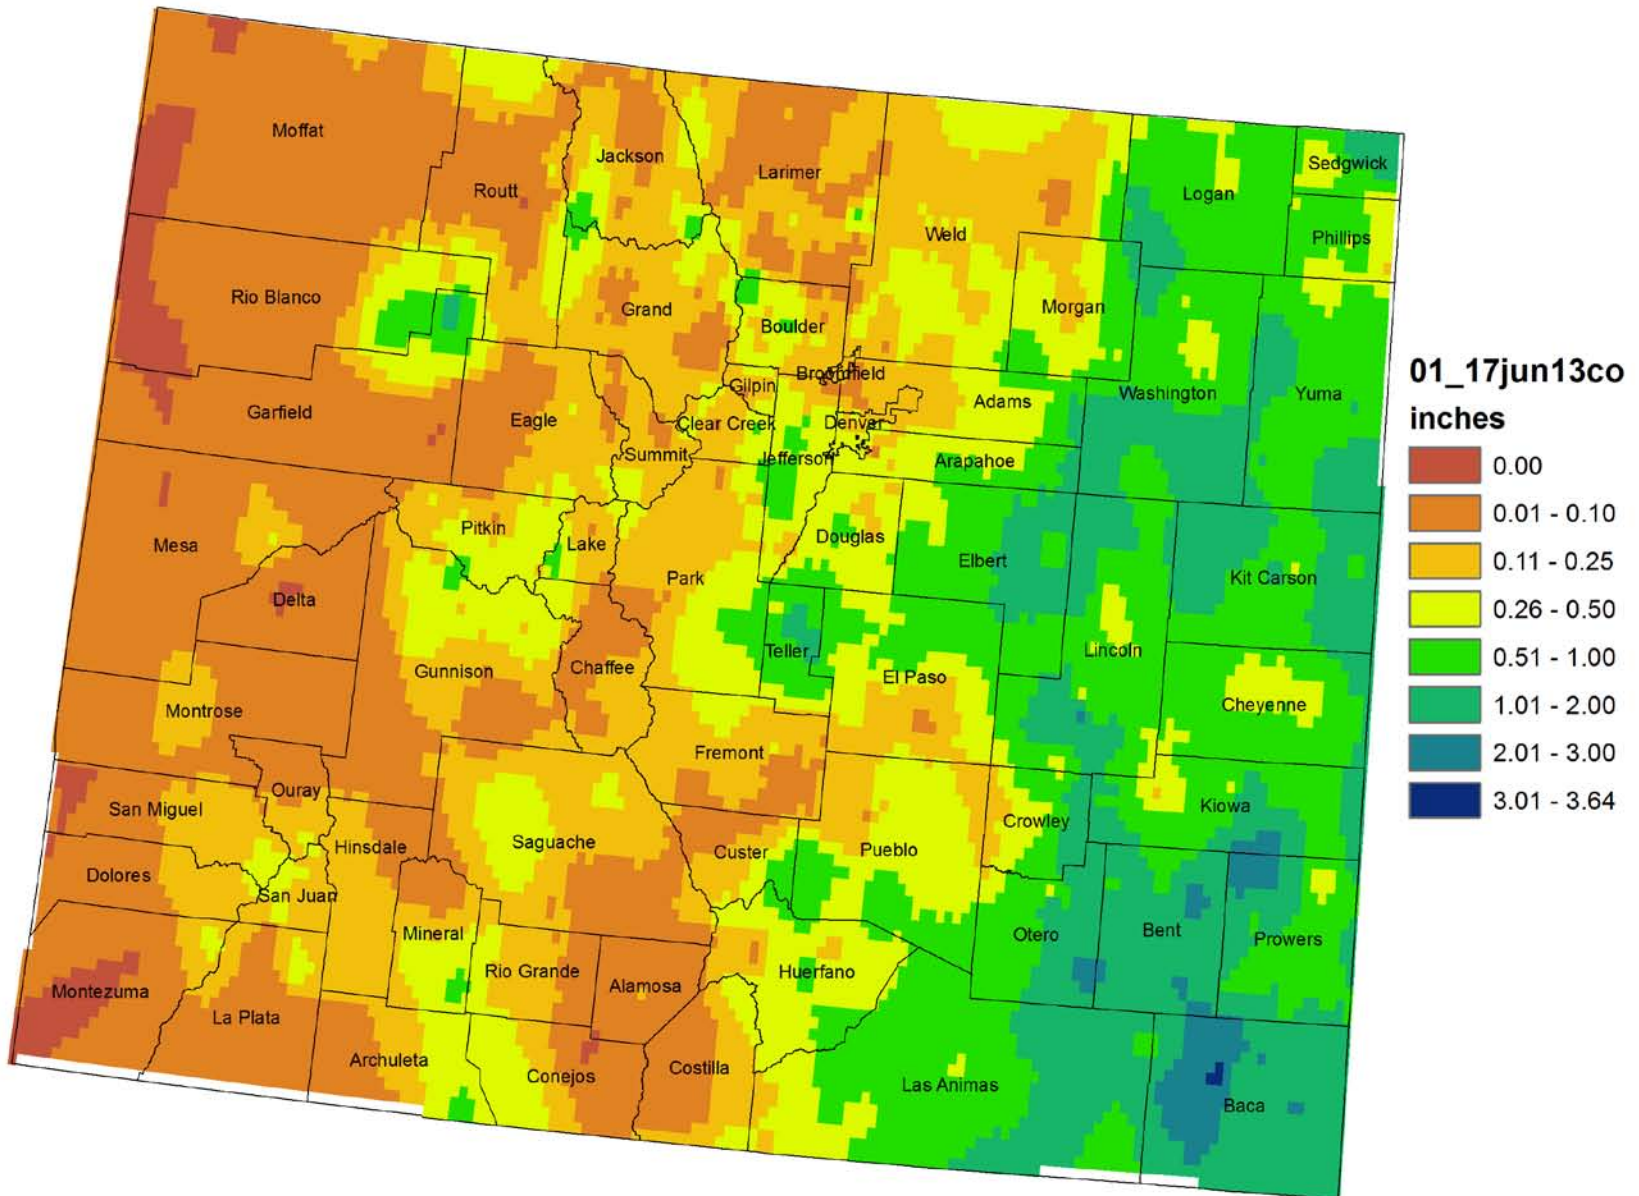 Moffat
Routt
Jackson
Larimer
Weld
Logan
Sedgwick
Phillips
Rio Blanco
Grand
Boulder
Morgan
Broomfield
Gilpin
Adams
Washington
Yuma
Garfield
Eagle
Clear Creek
Denver
Summit
Jefferson
Arapahoe
Mesa
Pitkin
Lake
Park
Douglas
Elbert
Kit Carson
Delta
Gunnison
Chaffee
Teller
El Paso
Lincoln
Cheyenne
Montrose
Fremont
Ouray
San Miguel
Hinsdale
Saguache
Custer
Pueblo
Crowley
Kiowa
Dolores
San Juan
Mineral
Rio Grande
Alamosa
Huerfano
Otero
Bent
Prowers
Montezuma
La Plata
Archuleta
Conejos
Costilla
Las Animas
Baca
01_17jun13co
inches
0.00
0.01 - 0.10
0.11 - 0.25
0.26 - 0.50
0.51 - 1.00
1.01 - 2.00
2.01 - 3.00
3.01 - 3.64